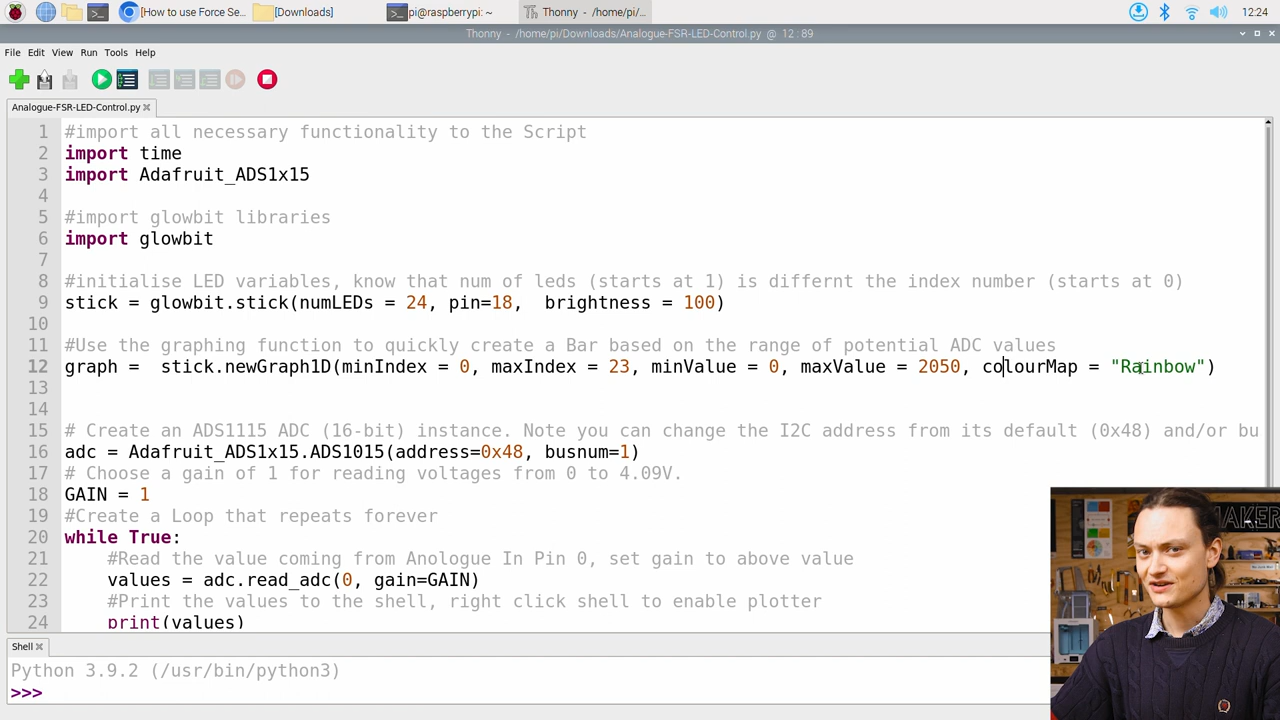 [How to use Force Se...
[Downloads]
pi@raspberrypi: ~
Thonny - /home/pi/...
12:24
Thonny - /home/pi/Downloads/Analogue-FSR-LED-Control.py @ 12:89
File Edit View Run Tools Help
Analogue-FSR-LED-Control.py
1 #import all necessary functionality to the Script
2 import time
3 import Adafruit_ADS1x15
4
5 #import glowbit libraries
6 import glowbit
7
8 #initialise LED variables, know that num of leds (starts at 1) is differnt the index number (starts at 0)
9 stick = glowbit.stick(numLEDs = 24, pin=18,  brightness = 100)
10
11 #Use the graphing function to quickly create a Bar based on the range of potential ADC values
12 graph =  stick.newGraph1D(minIndex = 0, maxIndex = 23, minValue = 0, maxValue = 2050, colourMap = "Rainbow")
13
14
15 # Create an ADS1115 ADC (16-bit) instance. Note you can change the I2C address from its default (0x48) and/or bu
16 adc = Adafruit_ADS1x15.ADS1015(address=0x48, busnum=1)
17 # Choose a gain of 1 for reading voltages from 0 to 4.09V.
18 GAIN = 1
19 #Create a Loop that repeats forever
20 while True:
21     #Read the value coming from Anologue In Pin 0, set gain to above value
22     values = adc.read_adc(0, gain=GAIN)
23     #Print the values to the shell, right click shell to enable plotter
24     print(values)
Shell
Python 3.9.2 (/usr/bin/python3)
>>>
MAKER